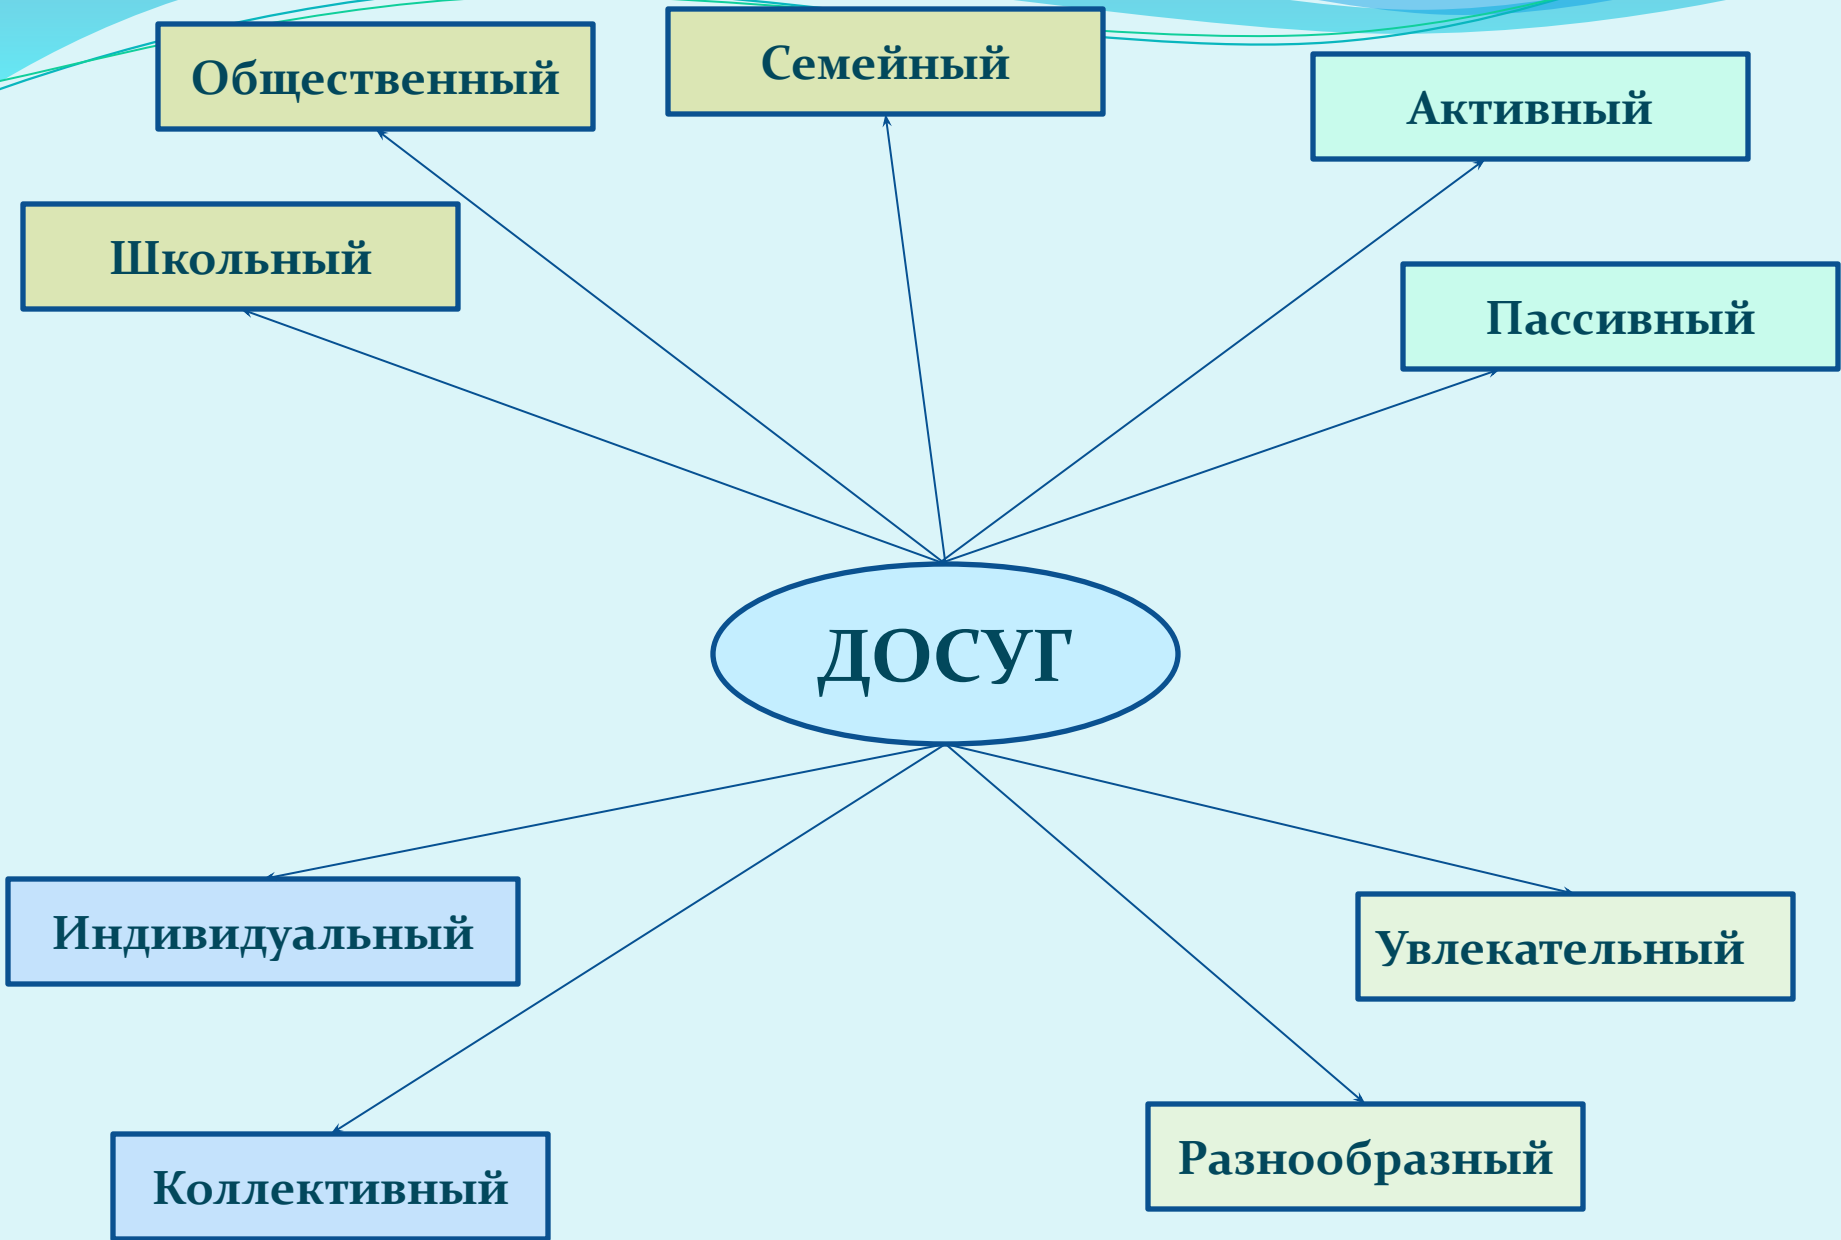 Общественный
Семейный
Активный
Школьный
Пассивный
ДОСУГ
Индивидуальный
Увлекательный
Коллективный
Разнообразный